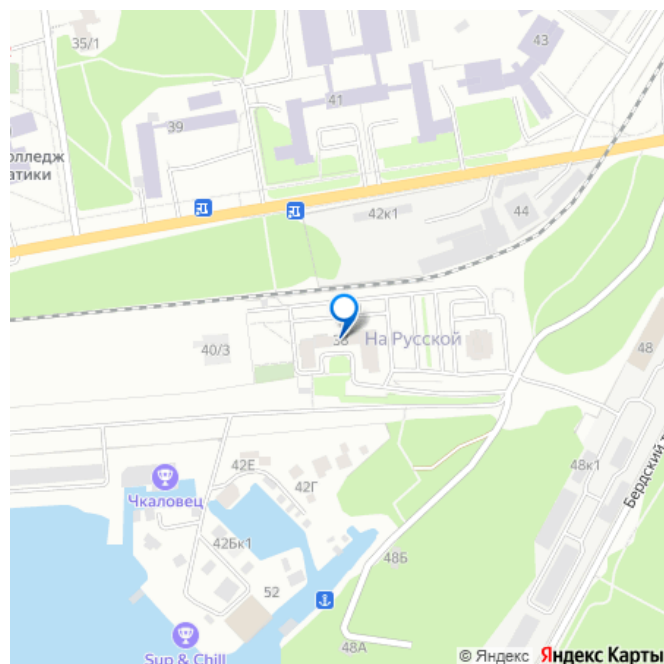 35/1
43
41
39
олледж
атики
42к1
44
38
На Русской
40/3
48
42Е
42Г
48к1
Чкаловец
Бердский
42Бк1
48Б
52
48А
Sup & Chill
© Яндекс Яндекс Карты